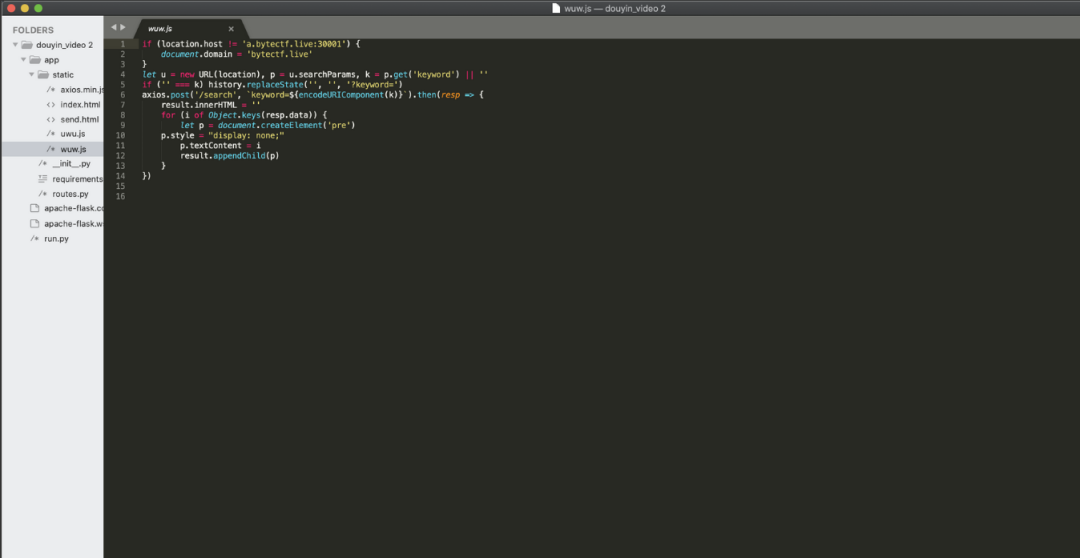 wuw.js — douyin_video 2
FOLDERS
douyin_video 2
app
static
/* axios.min.js
<> index.html
<> send.html
/* uwu.js
/* wuw.js
/* __init__.py
requirements
/* routes.py
apache-flask.co
apache-flask.w
/* run.py
wuw.js ×
1 if (location.host != 'a.bytectf.live:30001') {
2 document.domain = 'bytectf.live'
3 }
4 let u = new URL(location), p = u.searchParams, k = p.get('keyword') || ''
5 if ('' === k) history.replaceState('', '', '?keyword=')
6 axios.post('/search', `keyword=${encodeURIComponent(k)}`).then(resp => {
7 result.innerHTML = ''
8 for (i of Object.keys(resp.data)) {
9 let p = document.createElement('pre')
10 p.style = "display: none;"
11 p.textContent = i
12 result.appendChild(p)
13 }
14 })
15
16